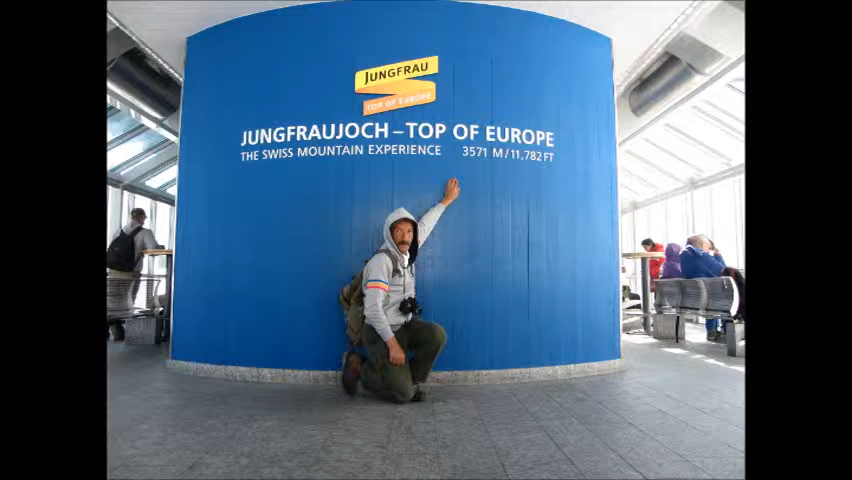 JUNGFRAU
TOP OF EUROPE
JUNGFRAUJOCH – TOP OF EUROPE
THE SWISS MOUNTAIN EXPERIENCE 3571 M/11,782 FT